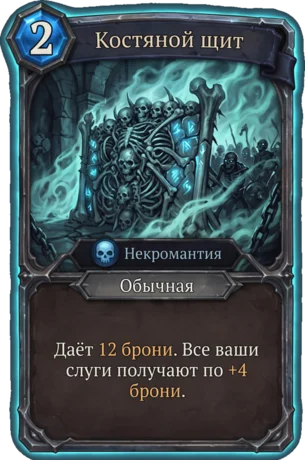 2
Костяной щит
Некромантия
Обычная
Даёт 12 брони. Все ваши
слуги получают по +4
брони.